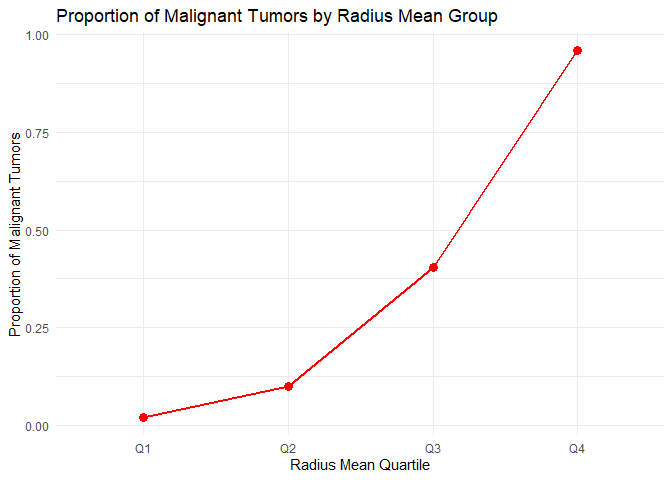 Proportion of Malignant Tumors by Radius Mean Group
Proportion of Malignant Tumors
1.00
0.75
0.50
0.25
0.00
Q1 Q2 Q3 Q4
Radius Mean Quartile